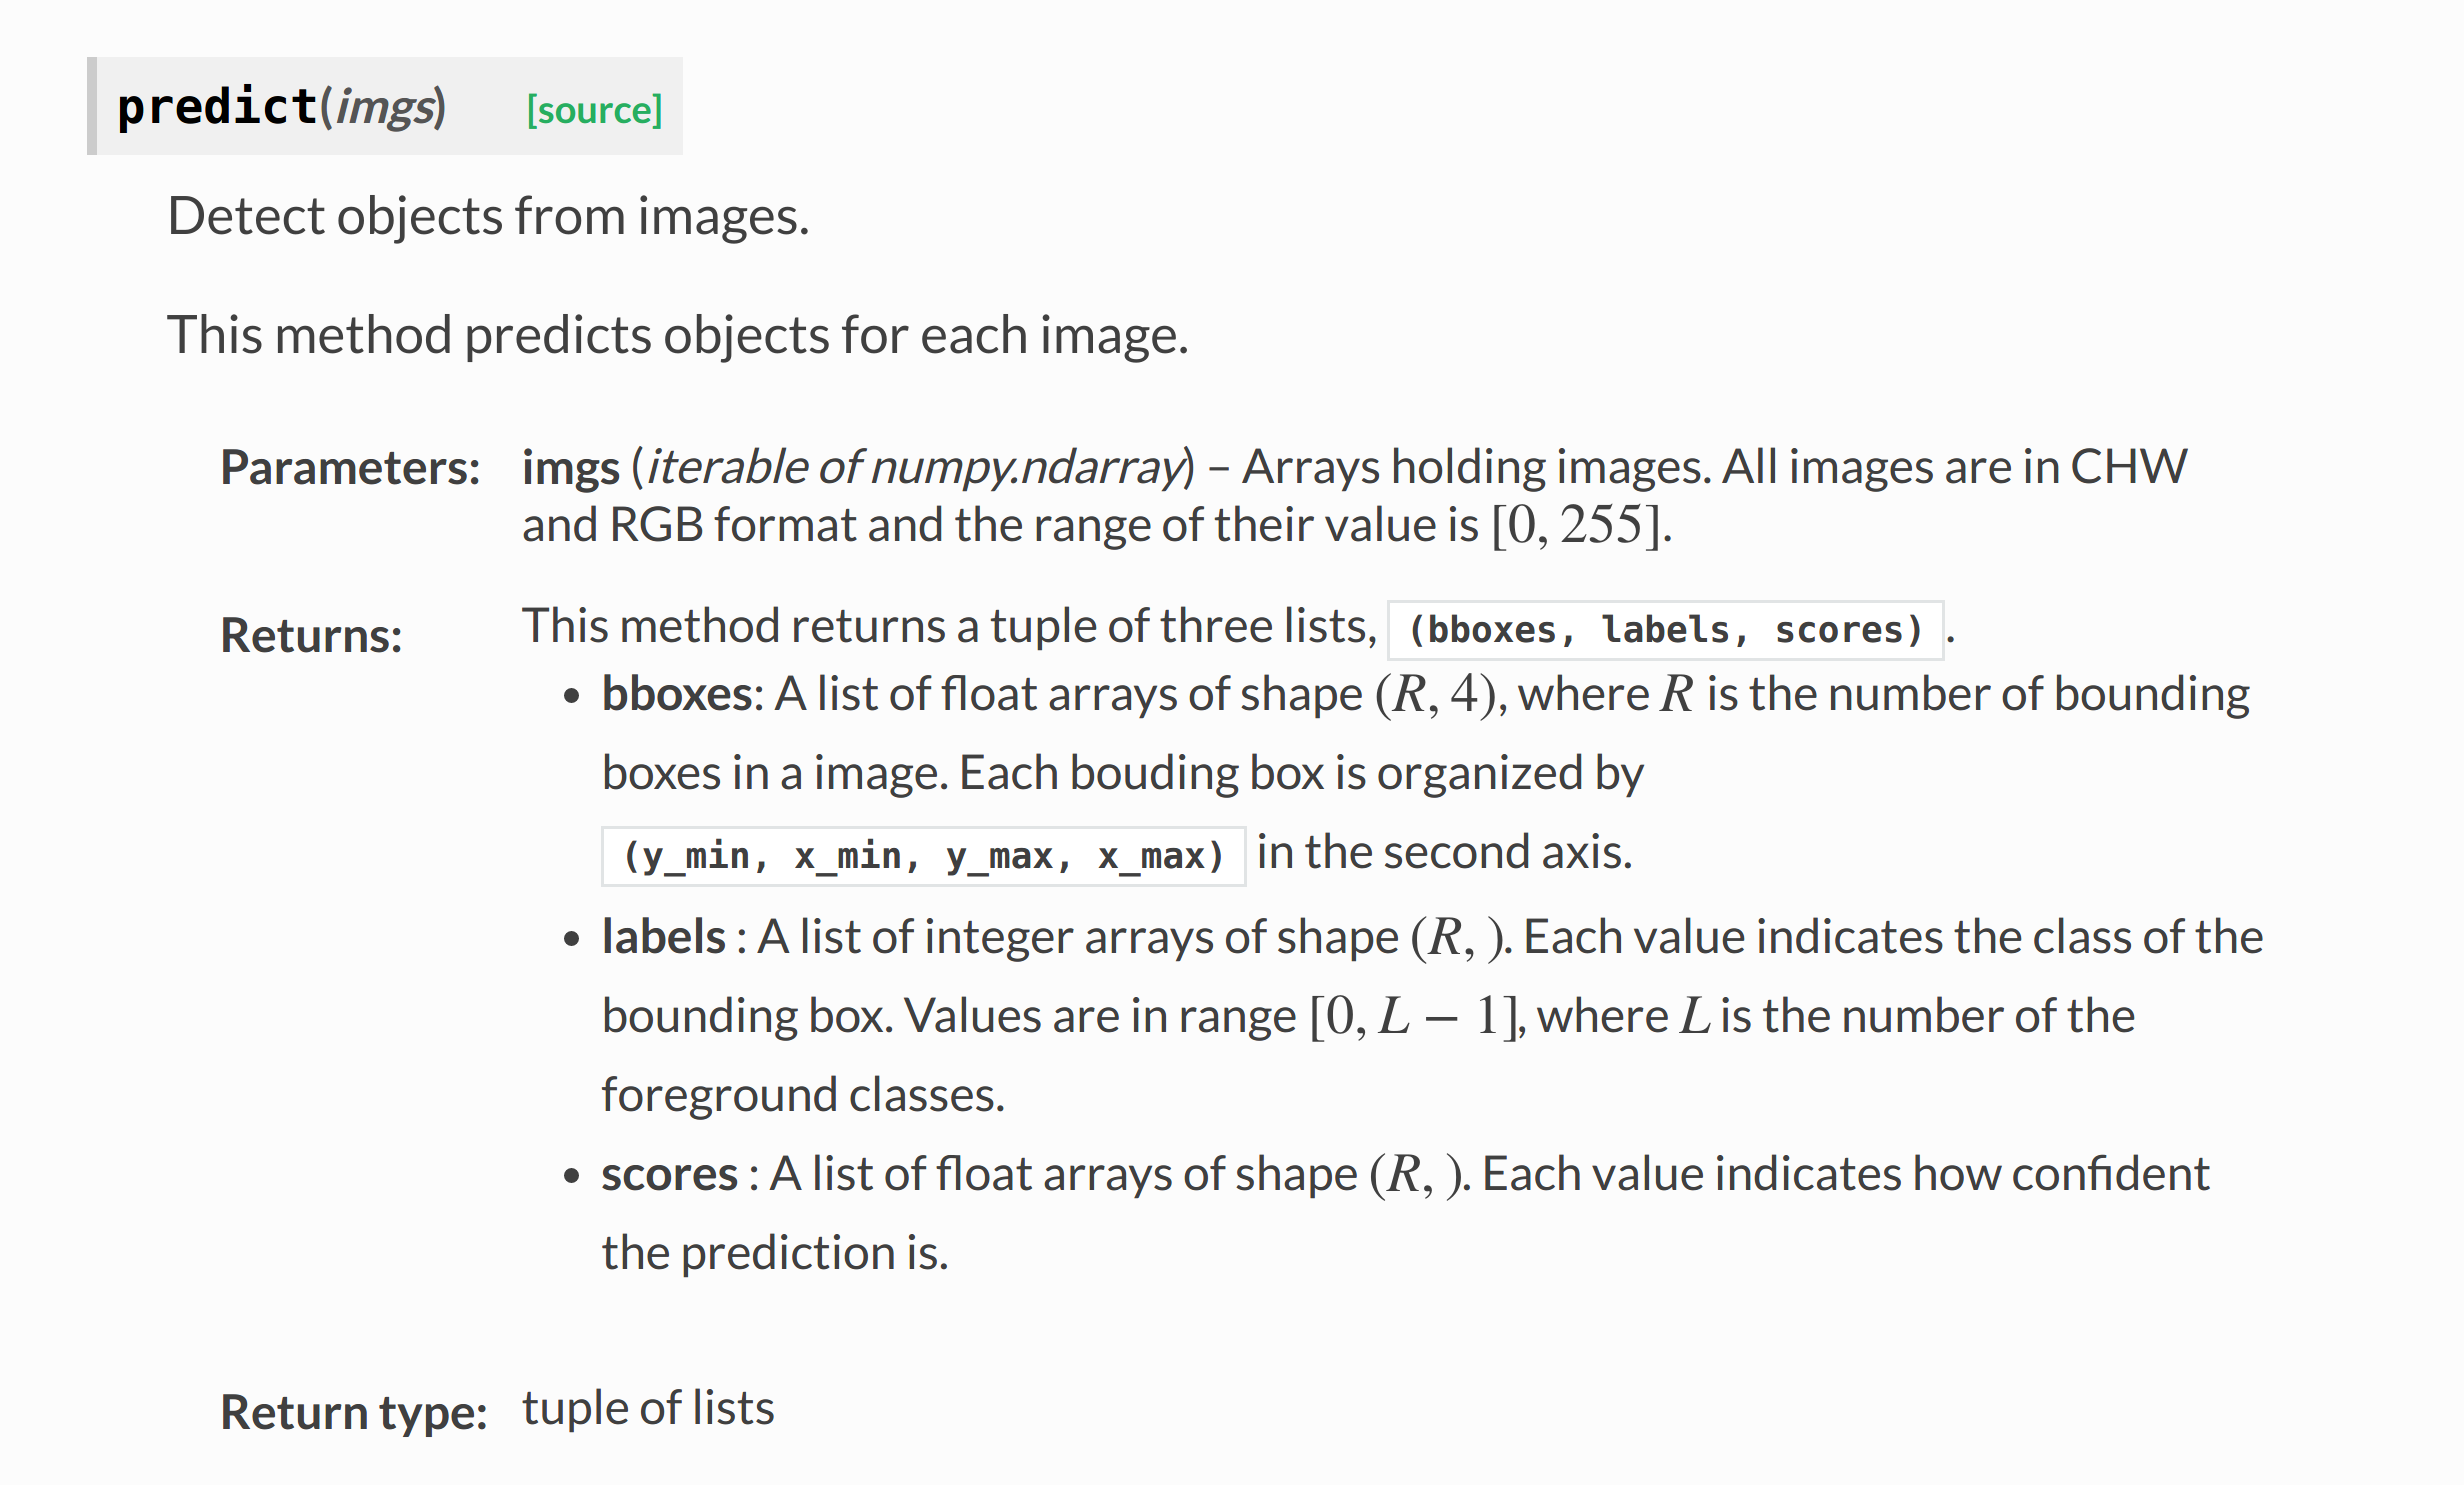 predict(imgs) [source]
Detect objects from images.
This method predicts objects for each image.
Parameters: imgs (iterable of numpy.ndarray) – Arrays holding images. All images are in CHW
and RGB format and the range of their value is [0, 255].
Returns: This method returns a tuple of three lists, (bboxes, labels, scores) .
• bboxes: A list of float arrays of shape (R, 4), where R is the number of bounding
boxes in a image. Each bouding box is organized by
(y_min, x_min, y_max, x_max) in the second axis.
• labels : A list of integer arrays of shape (R, ). Each value indicates the class of the
bounding box. Values are in range [0, L − 1], where L is the number of the
foreground classes.
• scores : A list of float arrays of shape (R, ). Each value indicates how confident
the prediction is.
Return type: tuple of lists